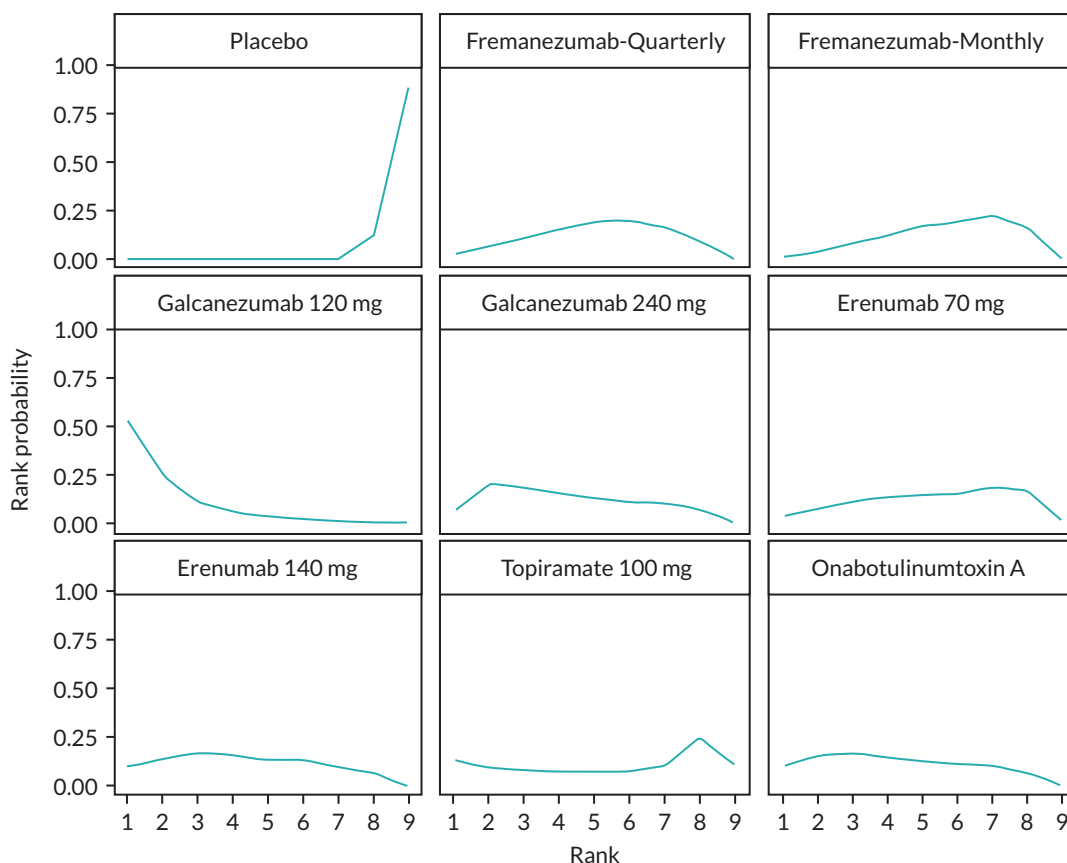 Placebo
Fremanezumab-Quarterly
Fremanezumab-Monthly
1.00
0.75
0.50
0.25
0.00
Galcanezumab 120 mg
Galcanezumab 240 mg
Erenumab 70 mg
1.00
0.75
0.50
0.25
0.00
Rank probability
Erenumab 140 mg
Topiramate 100 mg
Onabotulinumtoxin A
1.00
0.75
0.50
0.25
0.00
1 2 3 4 5 6 7 8 9
1 2 3 4 5 6 7 8 9
1 2 3 4 5 6 7 8 9
Rank